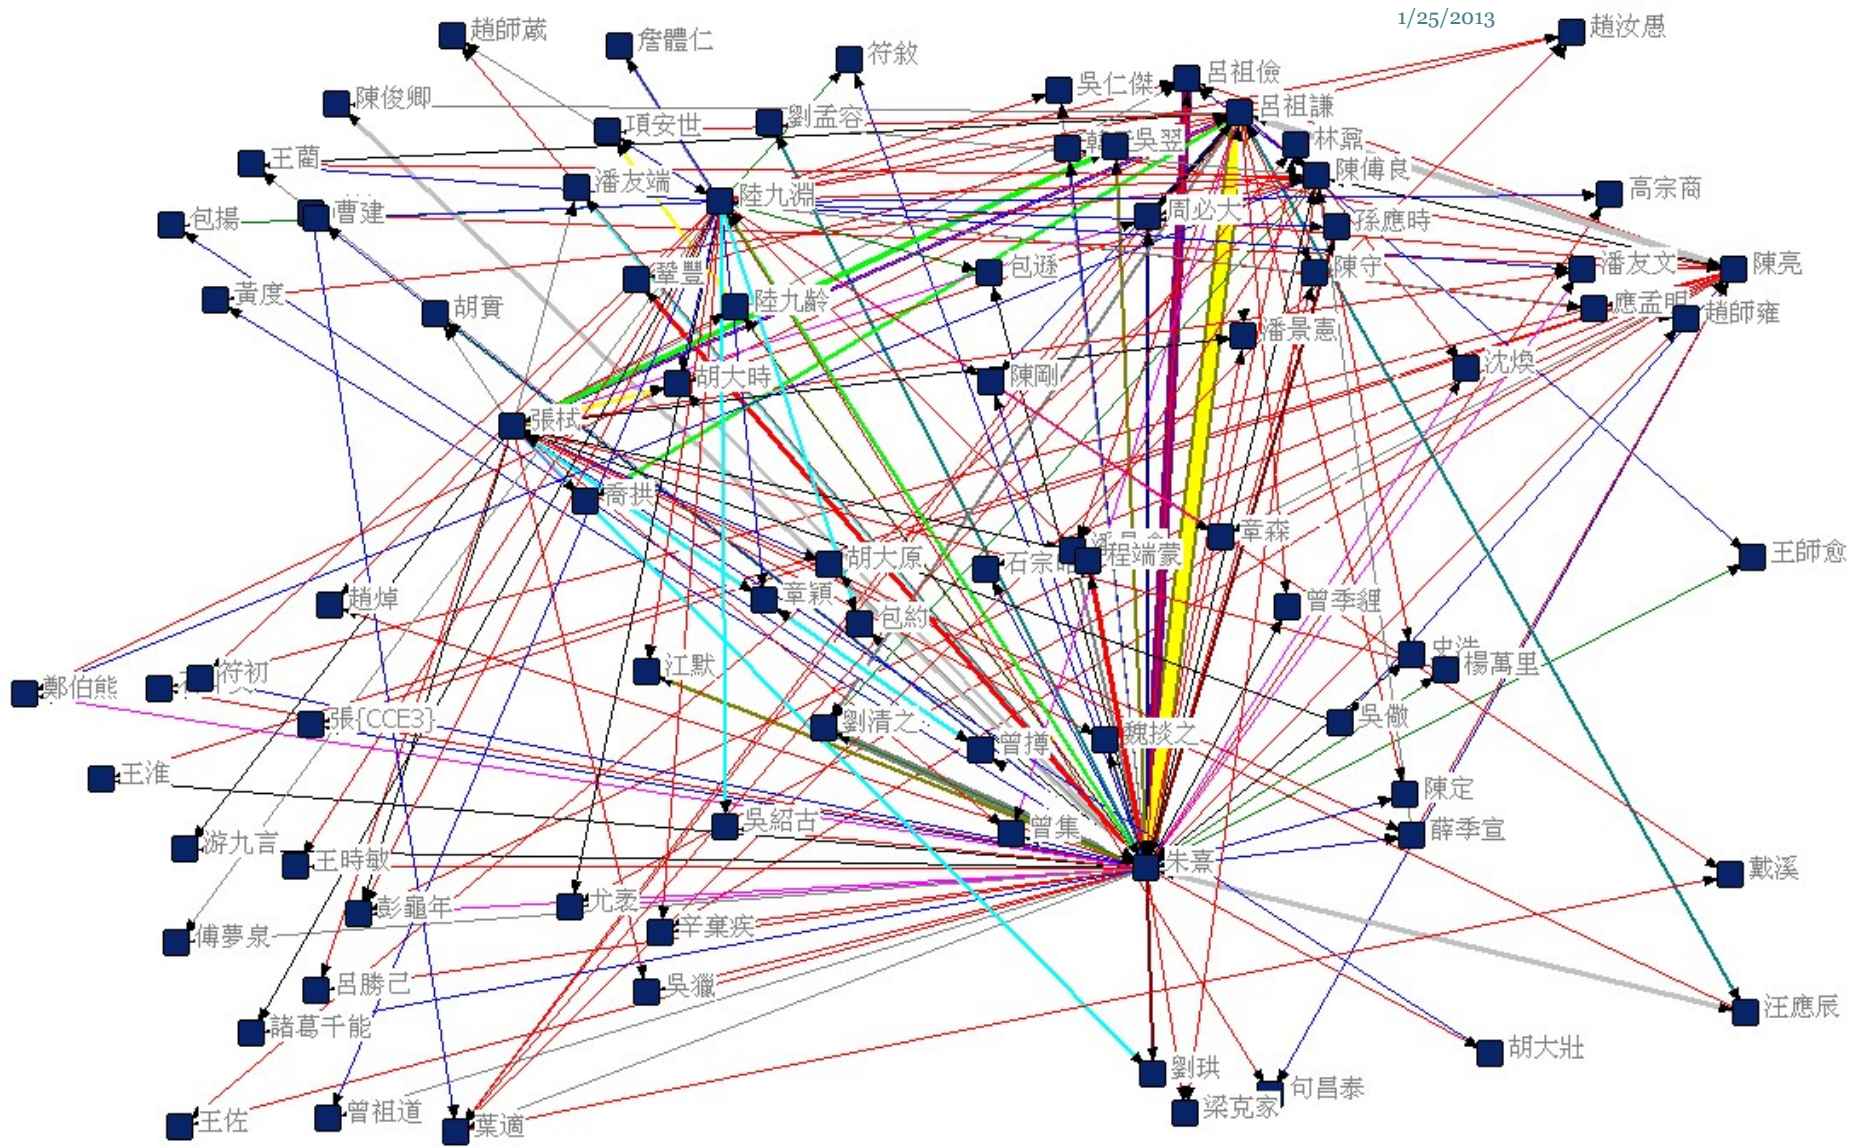 1/25/2013
趙師蒇
詹體仁
符敘
趙汝愚
吳仁傑
呂祖儉
陳俊卿
呂祖謙
劉孟容
項安世
吳翌
林鼐
王藺
陳傅良
潘友端
陸九淵
高宗商
曹建
周必大
包揚
孫應時
包遜
陳守
潘友文
陳亮
黃度
胡實
陸九齡
應孟明
趙師雍
潘景憲
沈煥
胡大時
陳剛
張栻
喬拱
章森
胡大原
程端蒙
王師愈
趙焯
章穎
包約
曾季貍
史浩
楊萬里
江默
符初
鄭伯熊
張{CCE3}
劉清之
曾撙
魏掞之
吳儆
王淮
陳定
吳紹古
曾集
薛季宣
游九言
王時敏
朱熹
戴溪
彭龜年
尤袤
傅夢泉
辛棄疾
呂勝己
吳獵
汪應辰
諸葛千能
胡大壯
劉珙
句昌泰
王佐
曾祖道
葉適
梁克家